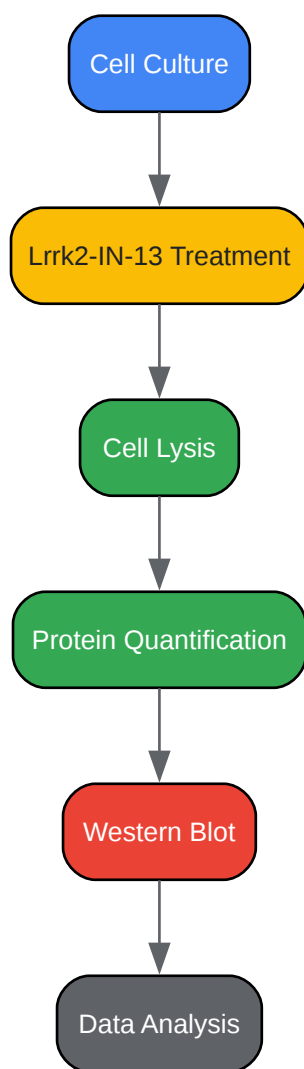 Cell Culture
Lrrk2-IN-13 Treatment
Cell Lysis
Protein Quantification
Western Blot
Data Analysis